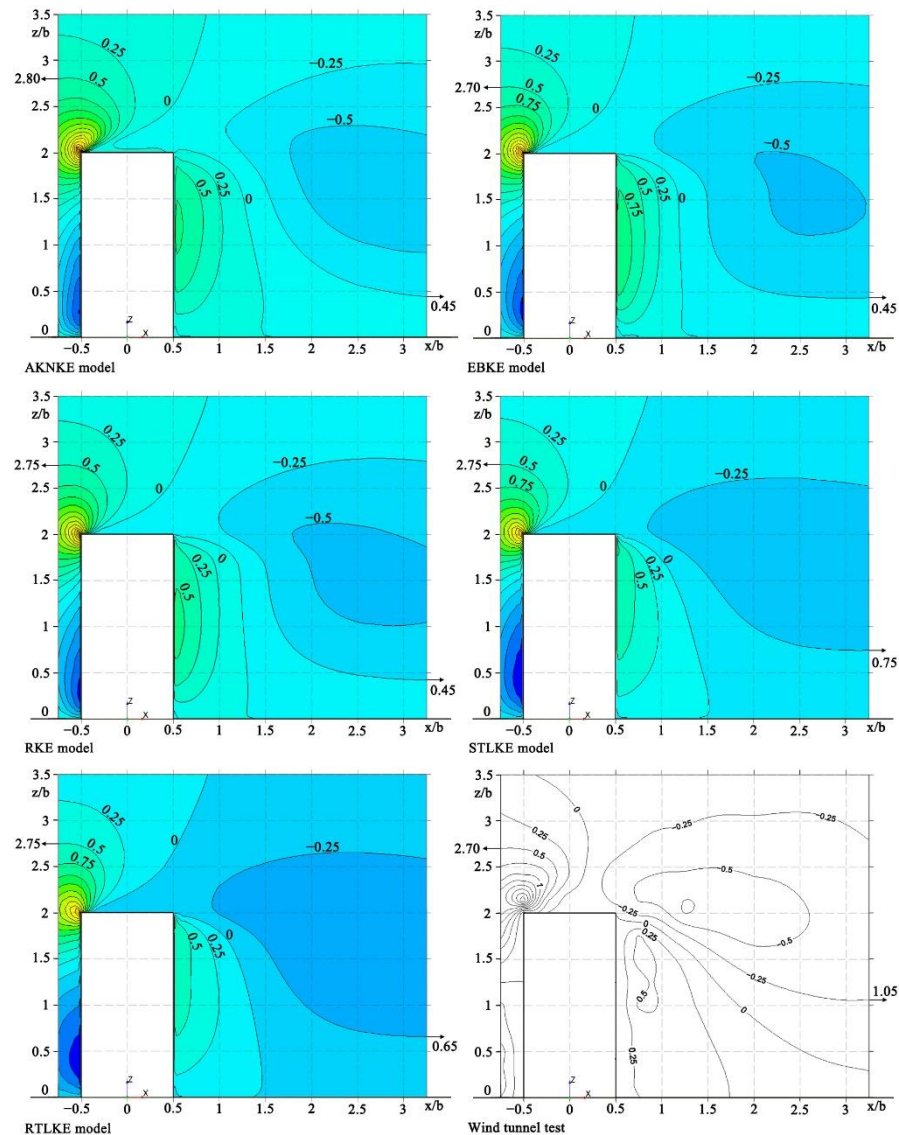 3.5 3.5
z/b z/b
0.25 0.25
3 3
−0.25 −0.25
2.80 0.5 2.70 0.5
0 0.75 0
2.5 2.5
−0.5 −0.5
2 2
0.25 0.25
1.5 0.5 0 1.5 0.5 0
0.75
1 1
0.5 0.5
0.45 0.45
0 Z X 0 Z X
−0.5 0 0.5 1 1.5 2 2.5 3 x/b −0.5 0 0.5 1 1.5 2 2.5 3 x/b
AKNKE model EBKE model
3.5 3.5
z/b z/b
0.25 0.25
3 3
2.75 0.5 −0.25 2.75 0.5 −0.25
0 0.75 0
2.5 2.5
−0.5
2 2
0.25 0 0.25 0
1.5 0.5 1.5 0.5
1 1
0.5 0.5
0.45 0.75
0 Z X 0 Z X
−0.5 0 0.5 1 1.5 2 2.5 3 x/b −0.5 0 0.5 1 1.5 2 2.5 3 x/b
RKE model STLKE model
3.5 3.5
z/b z/b
0.25 0 −0.25 −0.25
3 0.25 3
2.75 0.5 −0.25 2.70 0.5
0.75 0 1 −0.5
2.5 2.5
2 2
0.25 0 −0.25 0 0.25 −0.5
1.5 0.5 1.5 −0.25
1 0.5 0 1
1.05
0.5 0.25 0.5
0.65
0 Z X 0 Z X
−0.5 0 0.5 1 1.5 2 2.5 3 x/b −0.5 0 0.5 1 1.5 2 2.5 3 x/b
RTLKE model Wind tunnel test